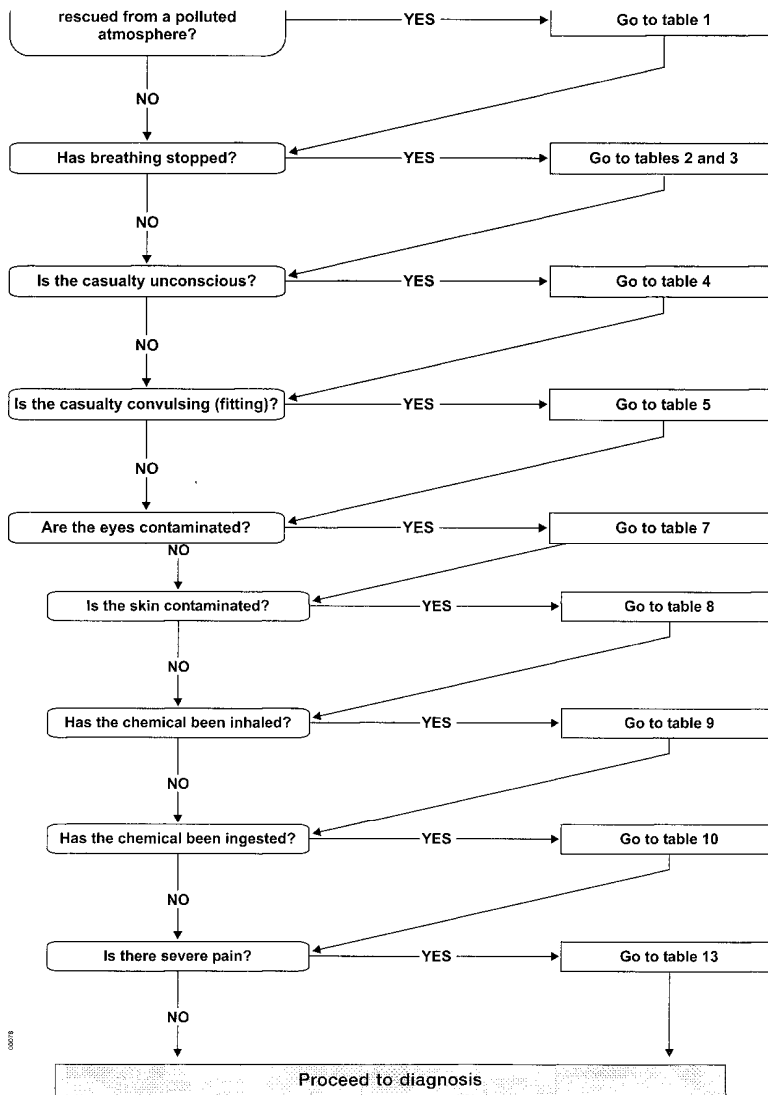 rescued from a polluted
atmosphere?
YES
Go to table 1
NO
Has breathing stopped?
YES
Go to tables 2 and 3
NO
Is the casualty unconscious?
YES
Go to table 4
NO
Is the casualty convulsing (fitting)?
YES
Go to table 5
NO
Are the eyes contaminated?
YES
Go to table 7
NO
Is the skin contaminated?
YES
Go to table 8
NO
Has the chemical been inhaled?
YES
Go to table 9
NO
Has the chemical been ingested?
YES
Go to table 10
NO
Is there severe pain?
YES
Go to table 13
NO
Proceed to diagnosis